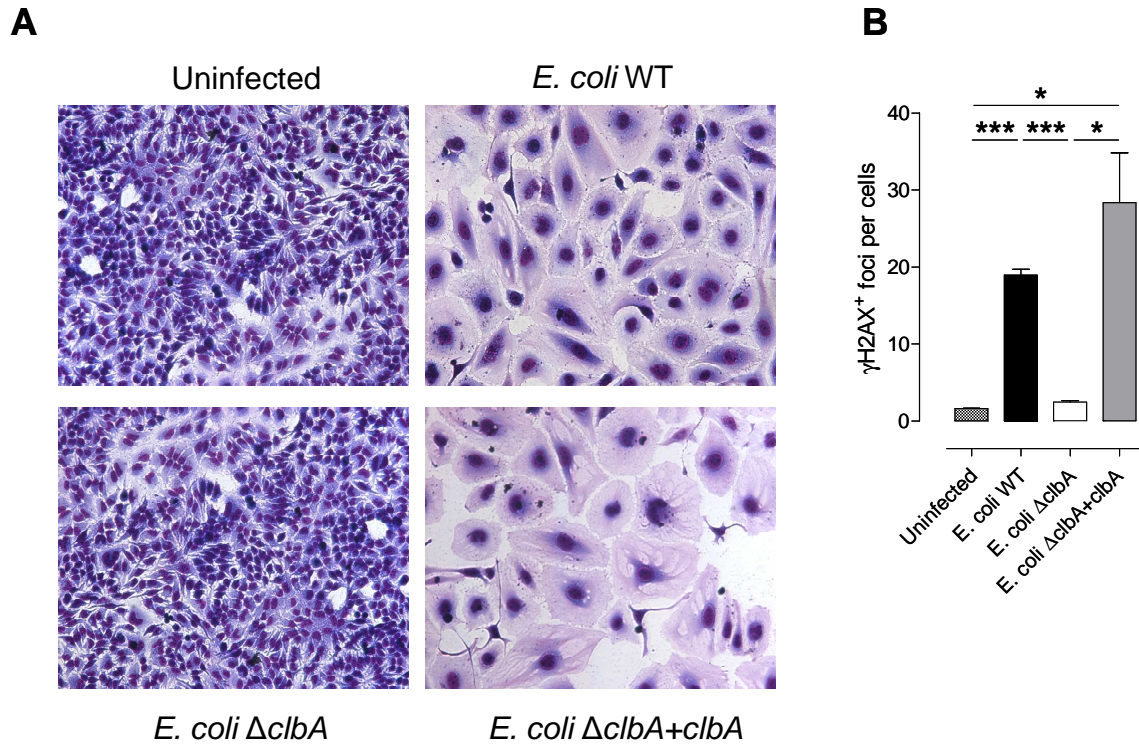 A
B
Uninfected
E. coli WT
E. coli ΔclbA
E. coli ΔclbA+clbA
*
*** *** *
γH2AX+ foci per cells
40
30
20
10
0
Uninfected
E. coli WT
E. coli ΔclbA
E. coli ΔclbA+clbA